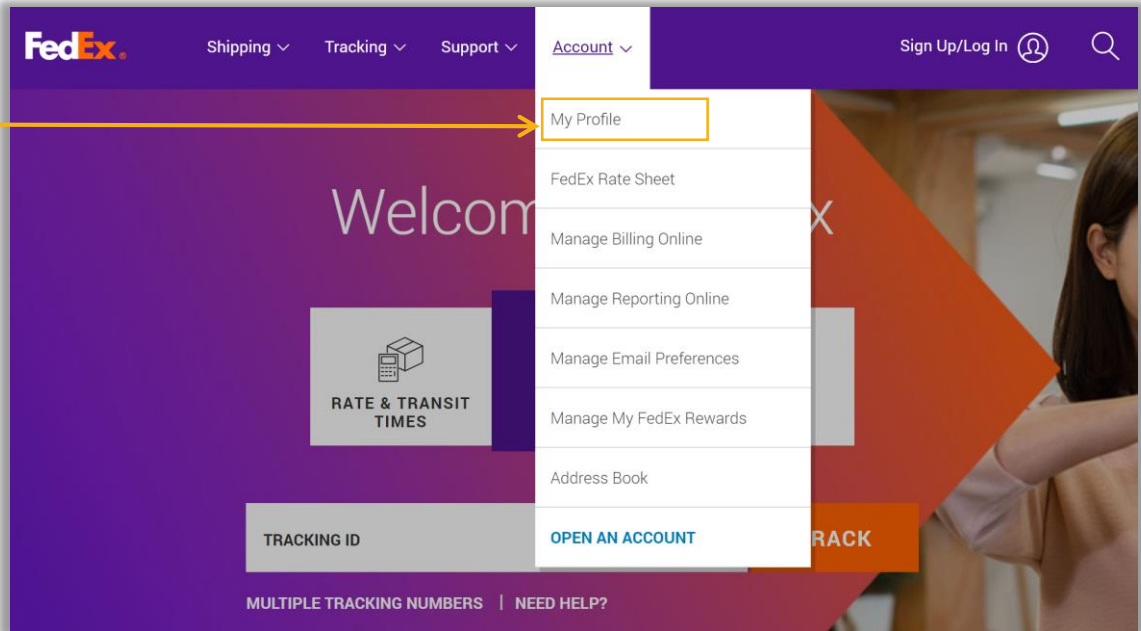 FedEx.
Shipping
Tracking
Support
Account
Sign Up/Log In
My Profile
FedEx Rate Sheet
Manage Billing Online
Manage Reporting Online
Manage Email Preferences
Manage My FedEx Rewards
Address Book
OPEN AN ACCOUNT
Welcom x
RATE & TRANSIT
TIMES
TRACKING ID
RACK
MULTIPLE TRACKING NUMBERS | NEED HELP?